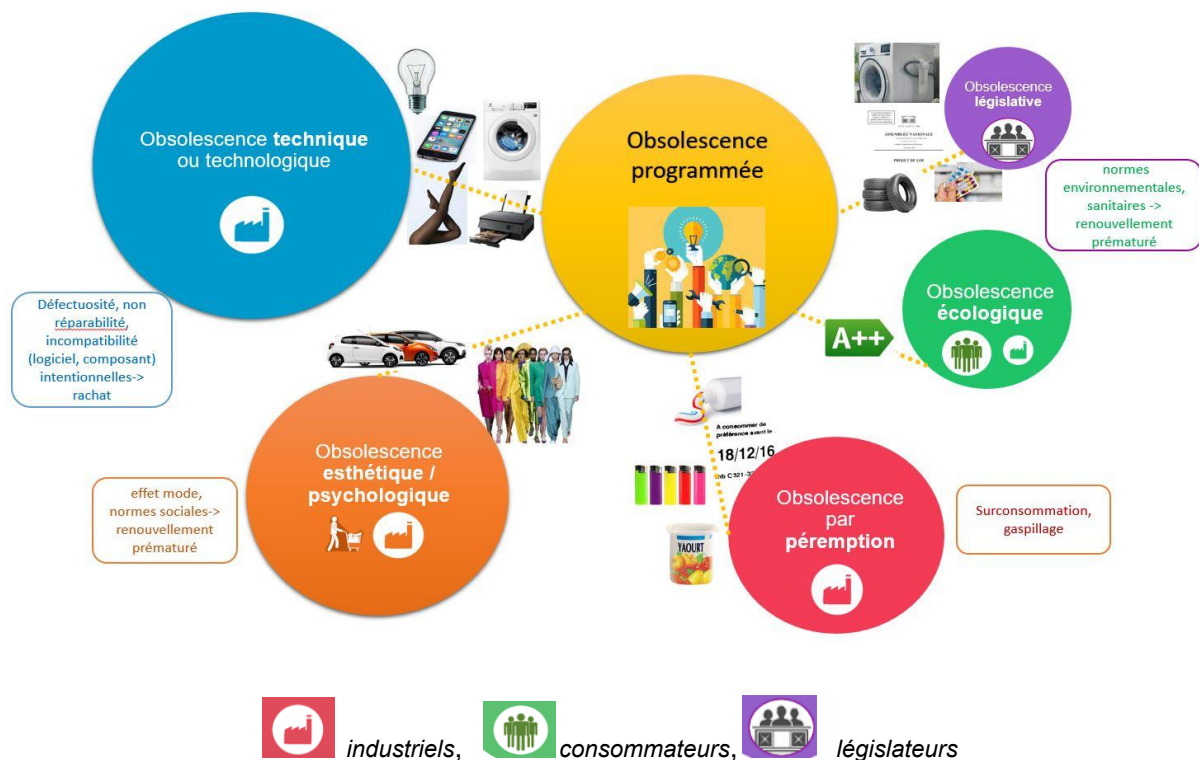 Obsolescence technique
ou technologique
Obsolescence
programmée
Obsolescence
législative
ASSEMBLÉE NATIONALE
PROJET DE LOI
normes
environnementales,
sanitaires ->
renouvellement
prématuré
Obsolescence
écologique
A++
Défectuosité, non
réparabilité,
incompatibilité
(logiciel, composant)
intentionnelles->
rachat
Obsolescence
esthétique /
psychologique
effet mode,
normes sociales->
renouvellement
prématuré
A consommer de
préférence avant le
18/12/16
YAOURT
Obsolescence
par
péremption
Surconsommation,
gaspillage
industriels, consommateurs, législateurs